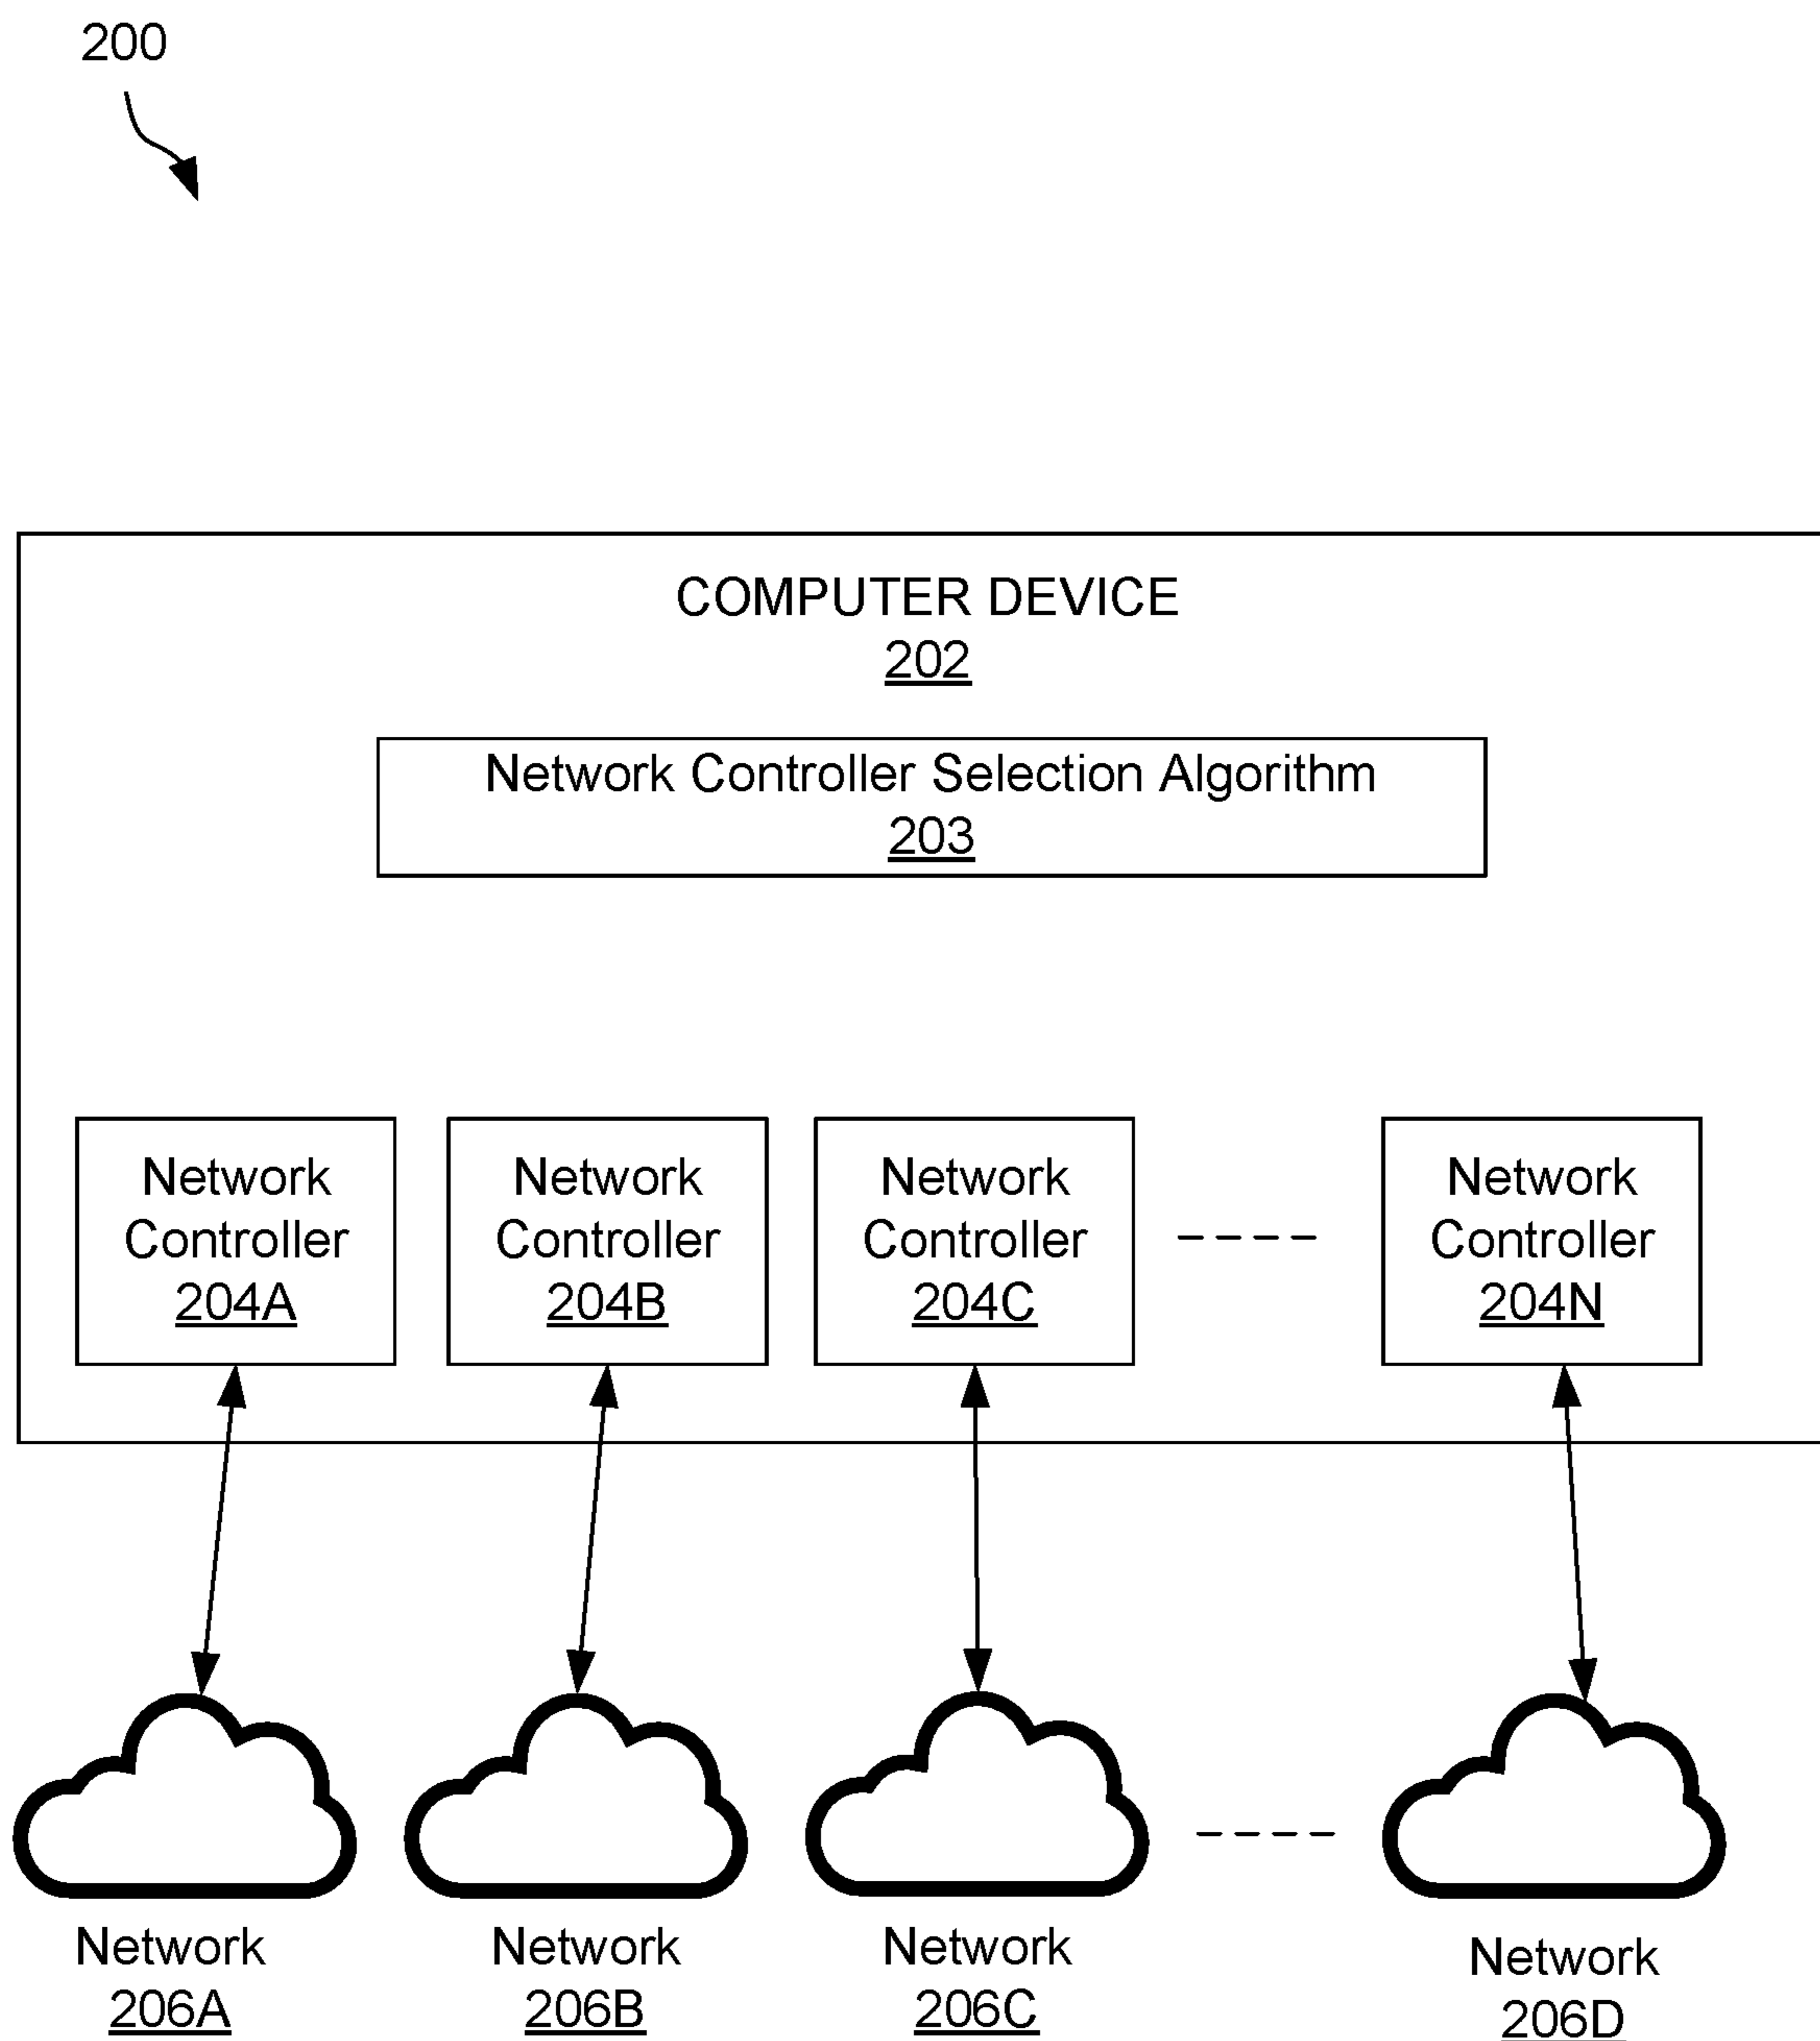 200
COMPUTER DEVICE
202
Network Controller Selection Algorithm
203
Network
Controller
204A
Network
Controller
204B
Network
Controller
204C
Network
Controller
204N
Network
206A
Network
206B
Network
206C
Network
206D